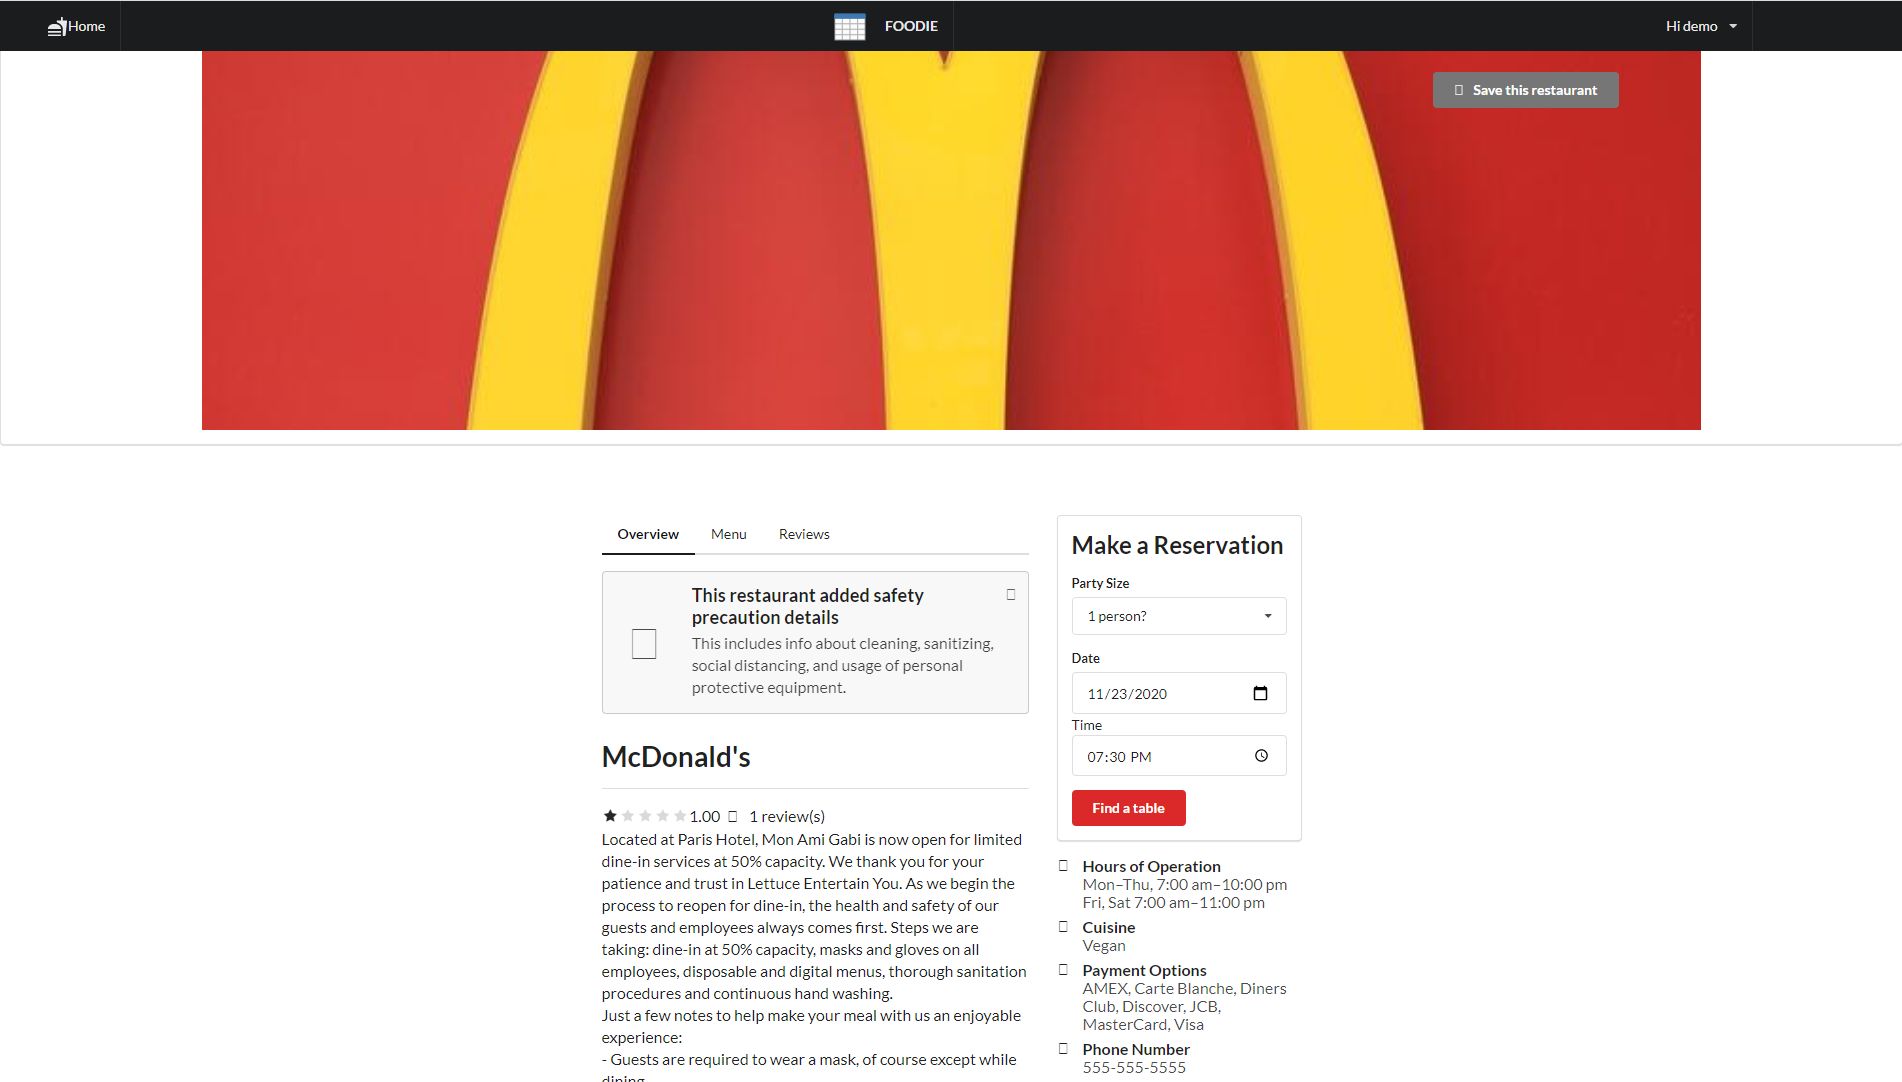 Home
FOODIE
Hi demo
Save this restaurant
Overview
Menu
Reviews
This restaurant added safety
precaution details
This includes info about cleaning, sanitizing,
social distancing, and usage of personal
protective equipment.
McDonald's
1.00 1 review(s)
Located at Paris Hotel, Mon Ami Gabi is now open for limited
dine-in services at 50% capacity. We thank you for your
patience and trust in Lettuce Entertain You. As we begin the
process to reopen for dine-in, the health and safety of our
guests and employees always comes first. Steps we are
taking: dine-in at 50% capacity, masks and gloves on all
employees, disposable and digital menus, thorough sanitation
procedures and continuous hand washing.
Just a few notes to help make your meal with us an enjoyable
experience:
- Guests are required to wear a mask, of course except while
dining
Make a Reservation
Party Size
1 person?
Date
11/23/2020
Time
07:30 PM
Find a table
Hours of Operation
Mon–Thu, 7:00 am–10:00 pm
Fri, Sat 7:00 am–11:00 pm
Cuisine
Vegan
Payment Options
AMEX, Carte Blanche, Diners
Club, Discover, JCB,
MasterCard, Visa
Phone Number
555-555-5555